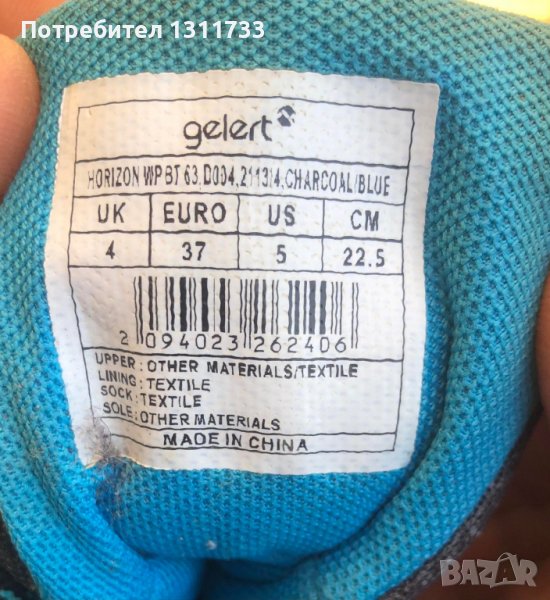 Потребител 1311733
gelert
HORIZON WP BT 63,D004,211314,CHARCOAL/BLUE
UK EURO US CM
4 37 5 22.5
2 094023 262406
UPPER : OTHER MATERIALS/TEXTILE
LINING : TEXTILE
SOCK : TEXTILE
SOLE : OTHER MATERIALS
MADE IN CHINA
BAZAR